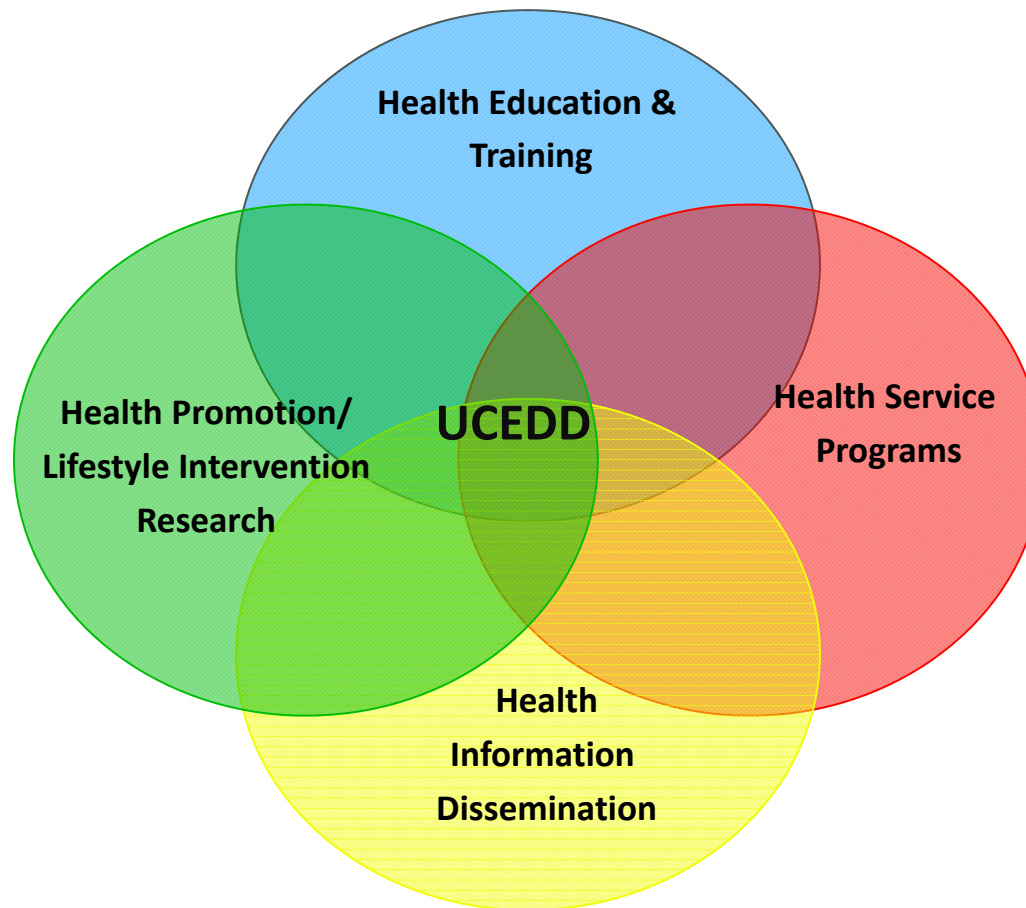 Health Education &
Training
Health Promotion/
Lifestyle Intervention
Research
UCEDD
Health Service
Programs
Health
Information
Dissemination